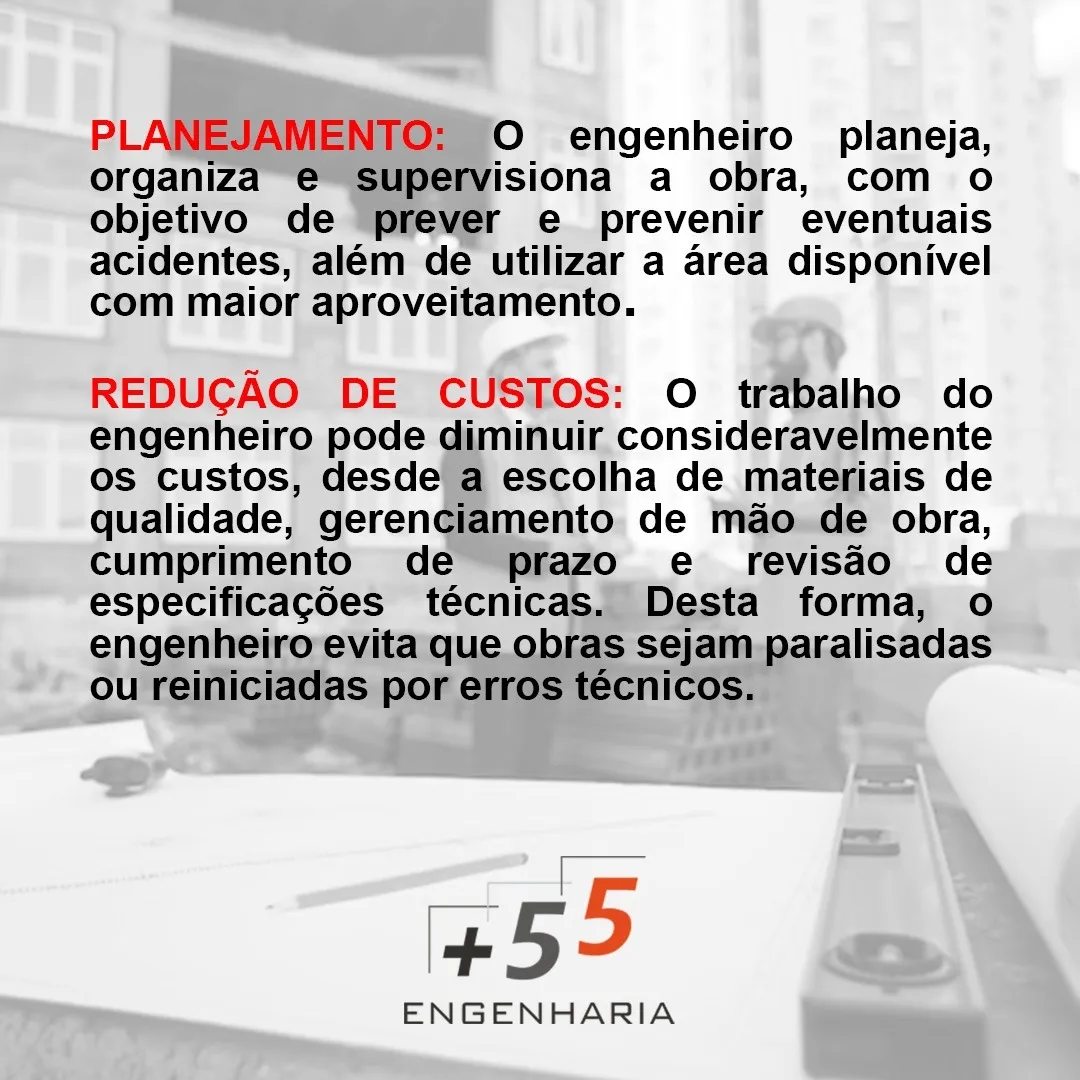 PLANEJAMENTO: O engenheiro planeja,
organiza e supervisiona a obra, com o
objetivo de prever e prevenir eventuais
acidentes, além de utilizar a área disponível
com maior aproveitamento.
REDUÇÃO DE CUSTOS: O trabalho do
engenheiro pode diminuir consideravelmente
os custos, desde a escolha de materiais de
qualidade, gerenciamento de mão de obra,
cumprimento de prazo e revisão de
especificações técnicas. Desta forma, o
engenheiro evita que obras sejam paralisadas
ou reiniciadas por erros técnicos.
+55
ENGENHARIA